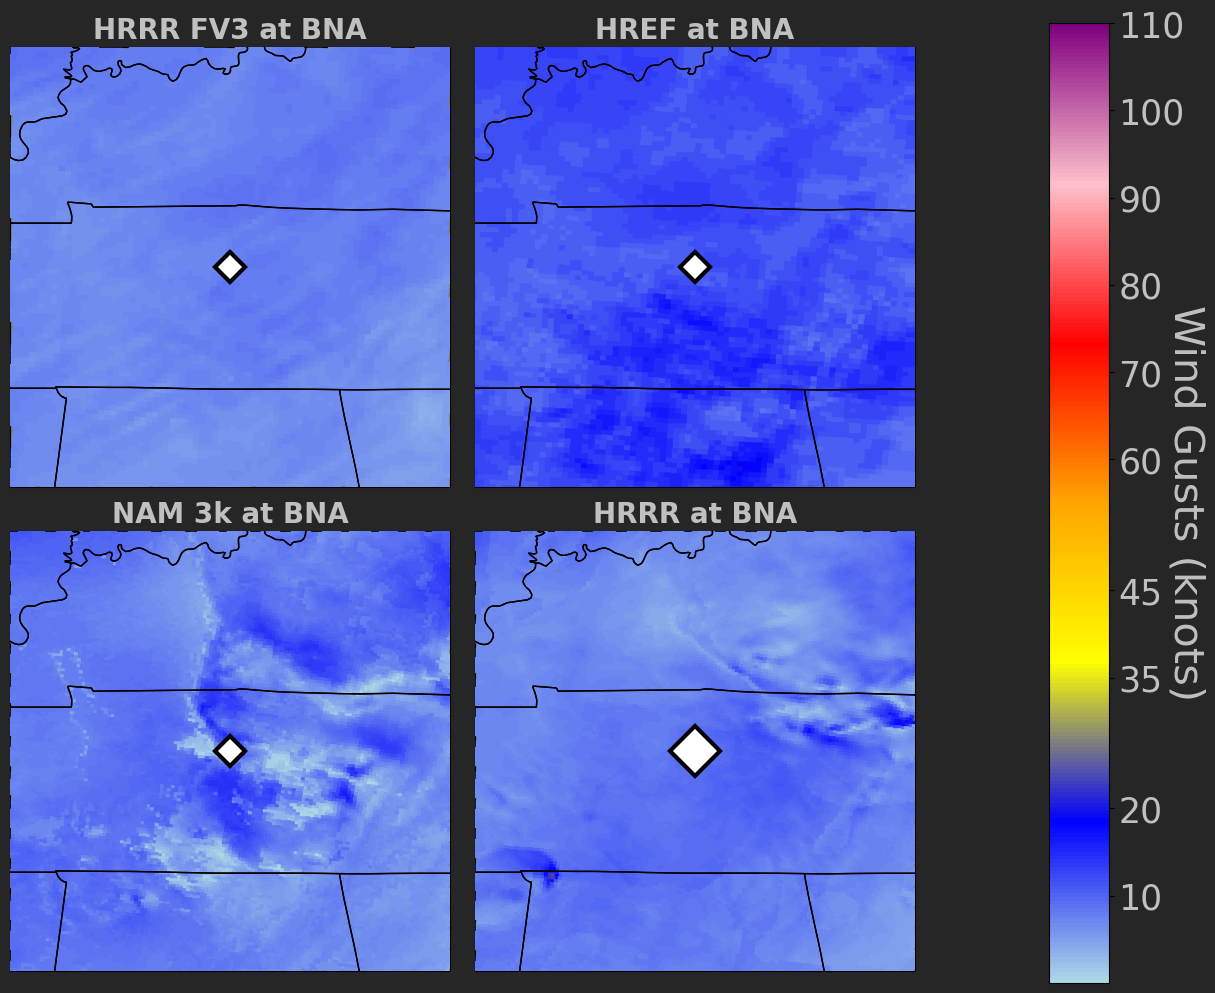 HRRR FV3 at BNA
HREF at BNA
NAM 3k at BNA
HRRR at BNA
110
100
90
80
70
60
45
35
20
10
Wind Gusts (knots)